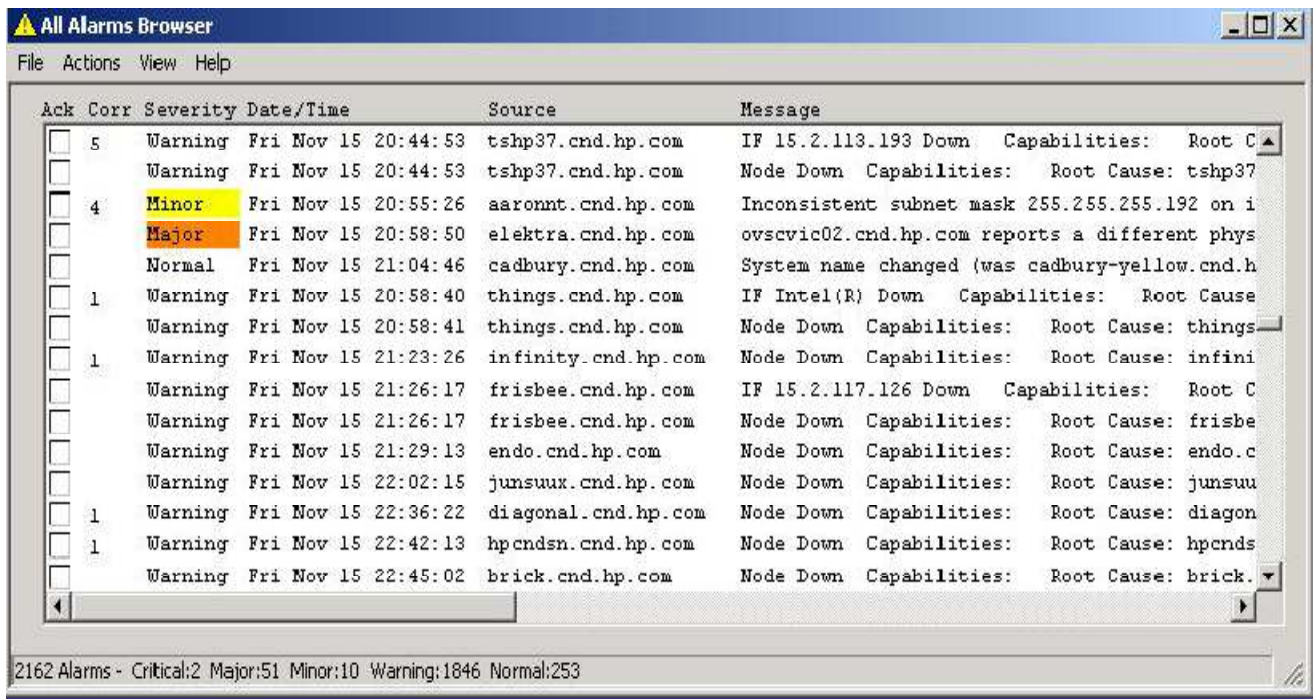 All Alarms Browser
File Actions View Help
Ack Corr Severity Date/Time Source Message
5 Warning Fri Nov 15 20:44:53 tshp37.cnd.hp.com IF 15.2.113.193 Down Capabilities: Root C
Warning Fri Nov 15 20:44:53 tshp37.cnd.hp.com Node Down Capabilities: Root Cause: tshp37
4 Minor Fri Nov 15 20:55:26 aaronnt.cnd.hp.com Inconsistent subnet mask 255.255.255.192 on i
Major Fri Nov 15 20:58:50 elektra.cnd.hp.com ovscvic02.cnd.hp.com reports a different phys
Normal Fri Nov 15 21:04:46 cadbury.cnd.hp.com System name changed (was cadbury-yellow.cnd.h
1 Warning Fri Nov 15 20:58:40 things.cnd.hp.com IF Intel(R) Down Capabilities: Root Cause
Warning Fri Nov 15 20:58:41 things.cnd.hp.com Node Down Capabilities: Root Cause: things
1 Warning Fri Nov 15 21:23:26 infinity.cnd.hp.com Node Down Capabilities: Root Cause: infini
Warning Fri Nov 15 21:26:17 frisbee.cnd.hp.com IF 15.2.117.126 Down Capabilities: Root C
Warning Fri Nov 15 21:26:17 frisbee.cnd.hp.com Node Down Capabilities: Root Cause: frisbe
Warning Fri Nov 15 21:29:13 endo.cnd.hp.com Node Down Capabilities: Root Cause: endo.c
Warning Fri Nov 15 22:02:15 junsuux.cnd.hp.com Node Down Capabilities: Root Cause: junsuu
1 Warning Fri Nov 15 22:36:22 diagonal.cnd.hp.com Node Down Capabilities: Root Cause: diagon
1 Warning Fri Nov 15 22:42:13 hpcndsn.cnd.hp.com Node Down Capabilities: Root Cause: hpcnds
Warning Fri Nov 15 22:45:02 brick.cnd.hp.com Node Down Capabilities: Root Cause: brick.
2162 Alarms - Critical:2 Major:51 Minor:10 Warning:1846 Normal:253